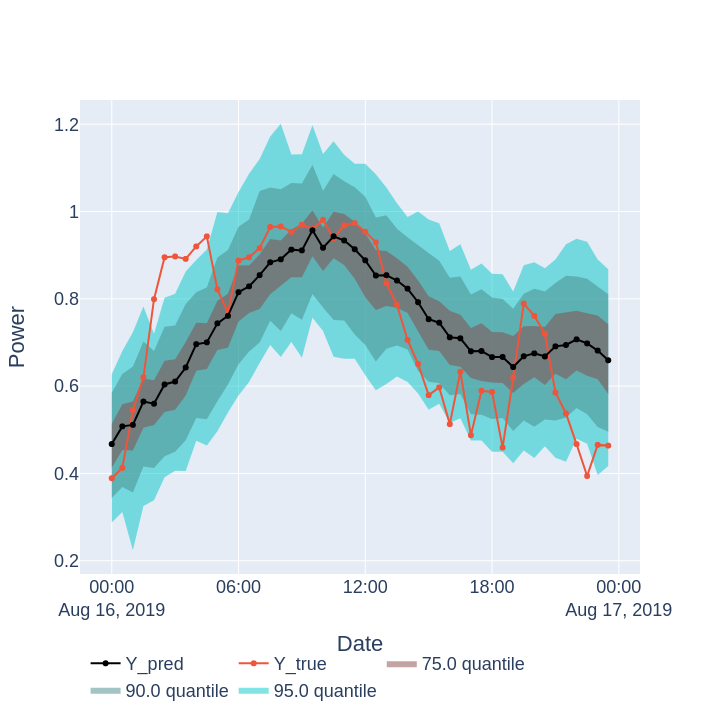 1.2
1
0.8
0.6
0.4
0.2
Power
00:00 06:00 12:00 18:00 00:00
Aug 16, 2019 Aug 17, 2019
Date
Y_pred Y_true 75.0 quantile
90.0 quantile 95.0 quantile